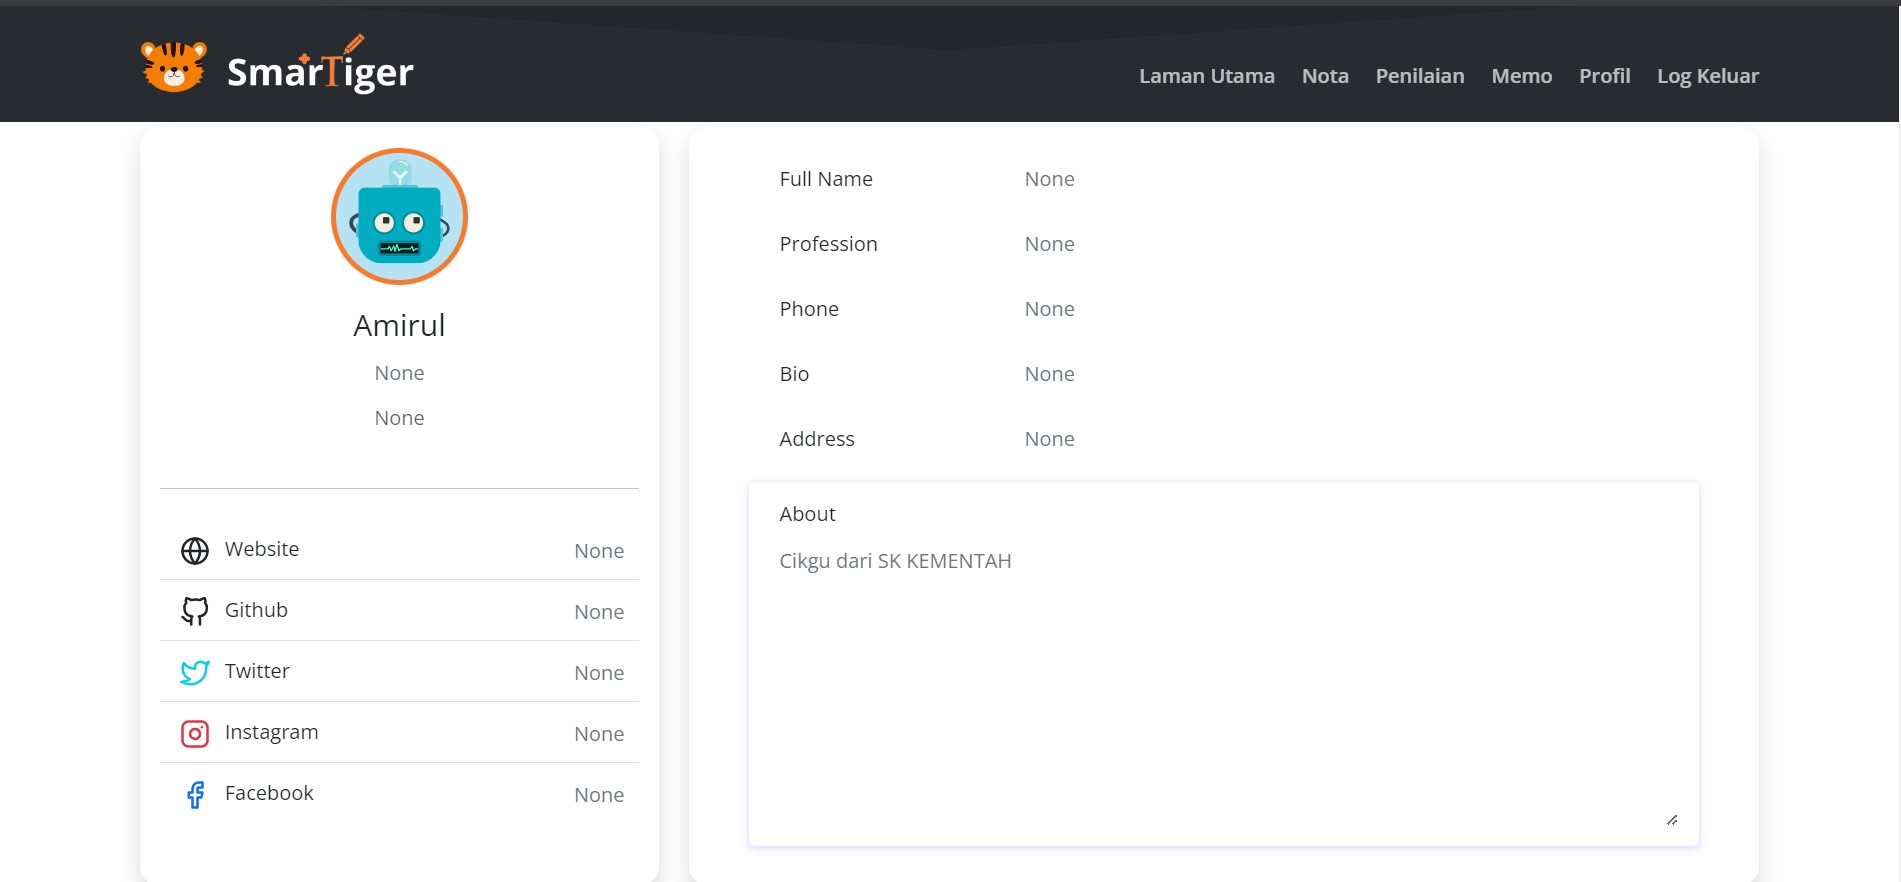 SmarTiger
Laman Utama Nota Penilaian Memo Profil Log Keluar
Amirul
None
None
Website None
Github None
Twitter None
Instagram None
Facebook None
Full Name None
Profession None
Phone None
Bio None
Address None
About
Cikgu dari SK KEMENTAH